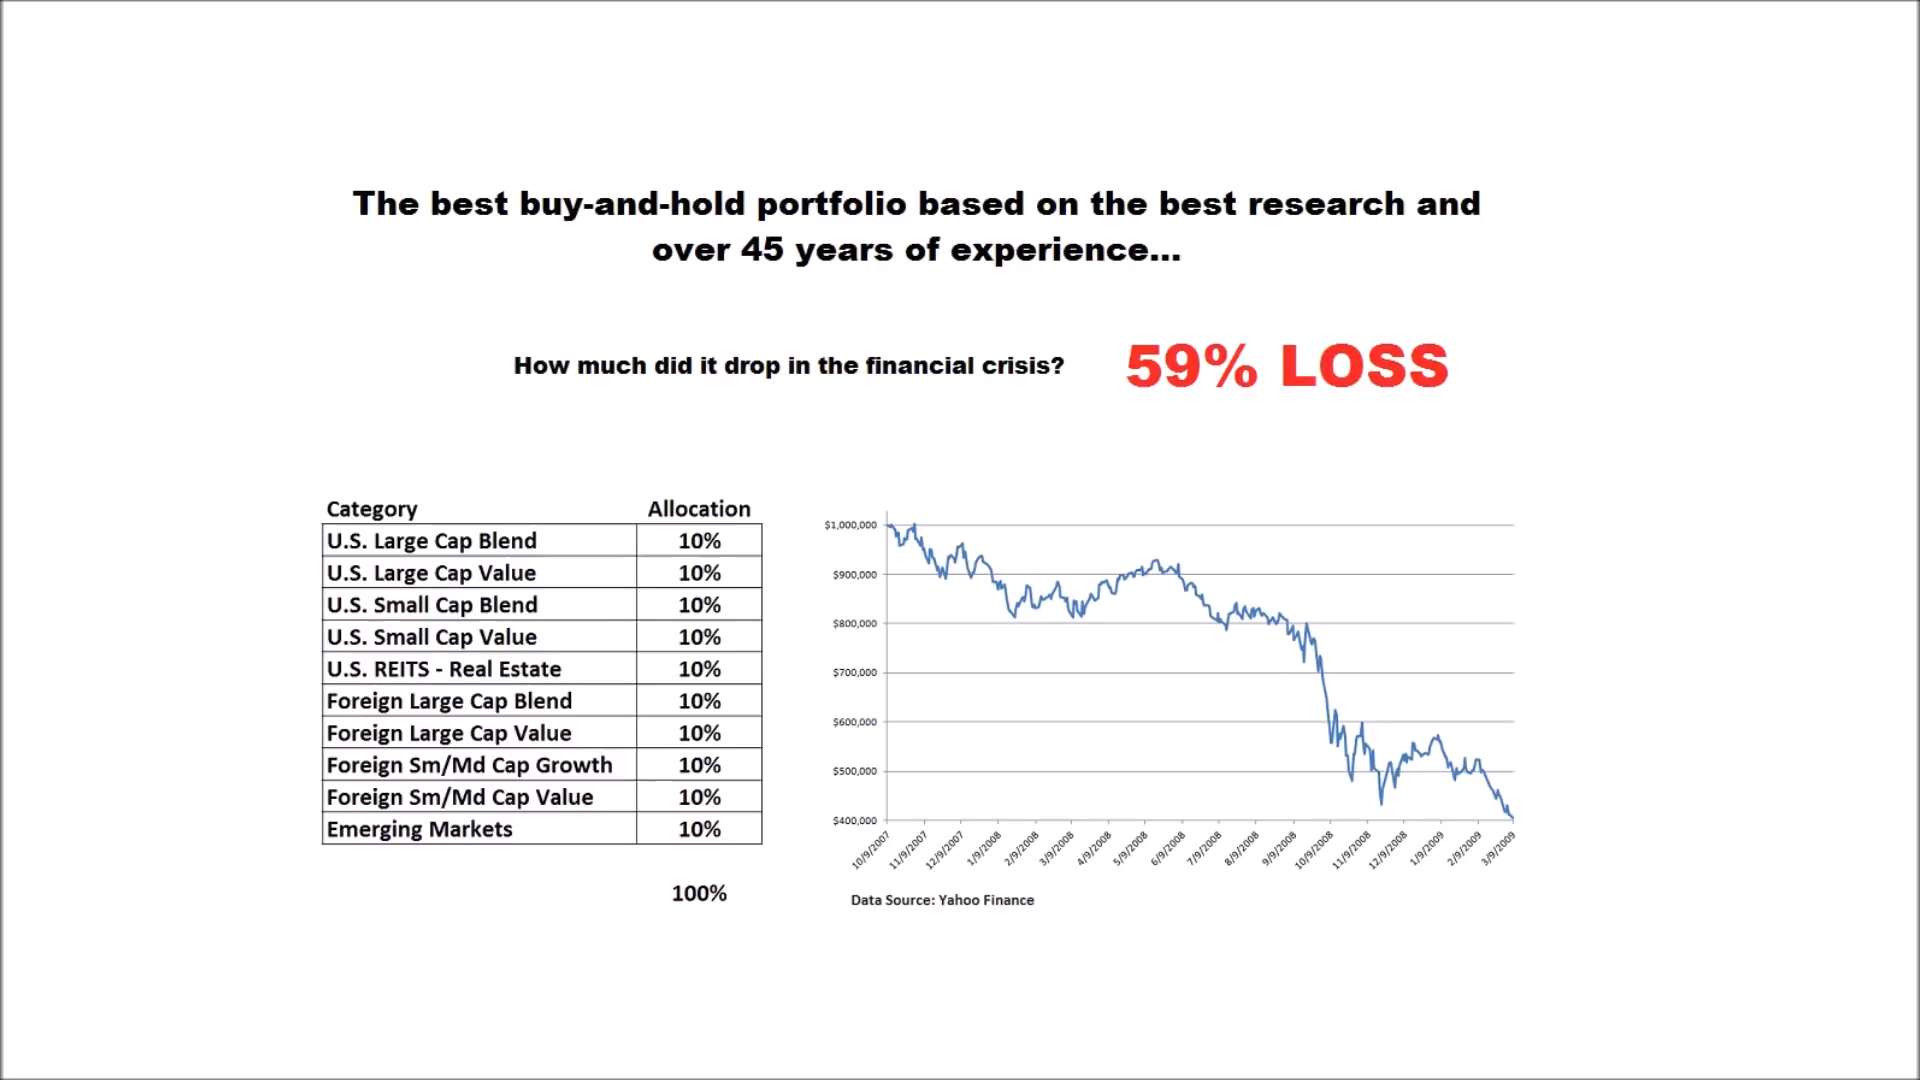 The best buy-and-hold portfolio based on the best research and
over 45 years of experience...
How much did it drop in the financial crisis?
59% LOSS
Category Allocation
U.S. Large Cap Blend 10%
U.S. Large Cap Value 10%
U.S. Small Cap Blend 10%
U.S. Small Cap Value 10%
U.S. REITS - Real Estate 10%
Foreign Large Cap Blend 10%
Foreign Large Cap Value 10%
Foreign Sm/Md Cap Growth 10%
Foreign Sm/Md Cap Value 10%
Emerging Markets 10%
100%
$1,000,000
$900,000
$800,000
$700,000
$600,000
$500,000
$400,000
10/9/2007 11/9/2007 12/9/2007 1/9/2008 2/9/2008 3/9/2008 4/9/2008 5/9/2008 6/9/2008 7/9/2008 8/9/2008 9/9/2008 10/9/2008 11/9/2008 12/9/2008 1/9/2009 2/9/2009 3/9/2009
Data Source: Yahoo Finance